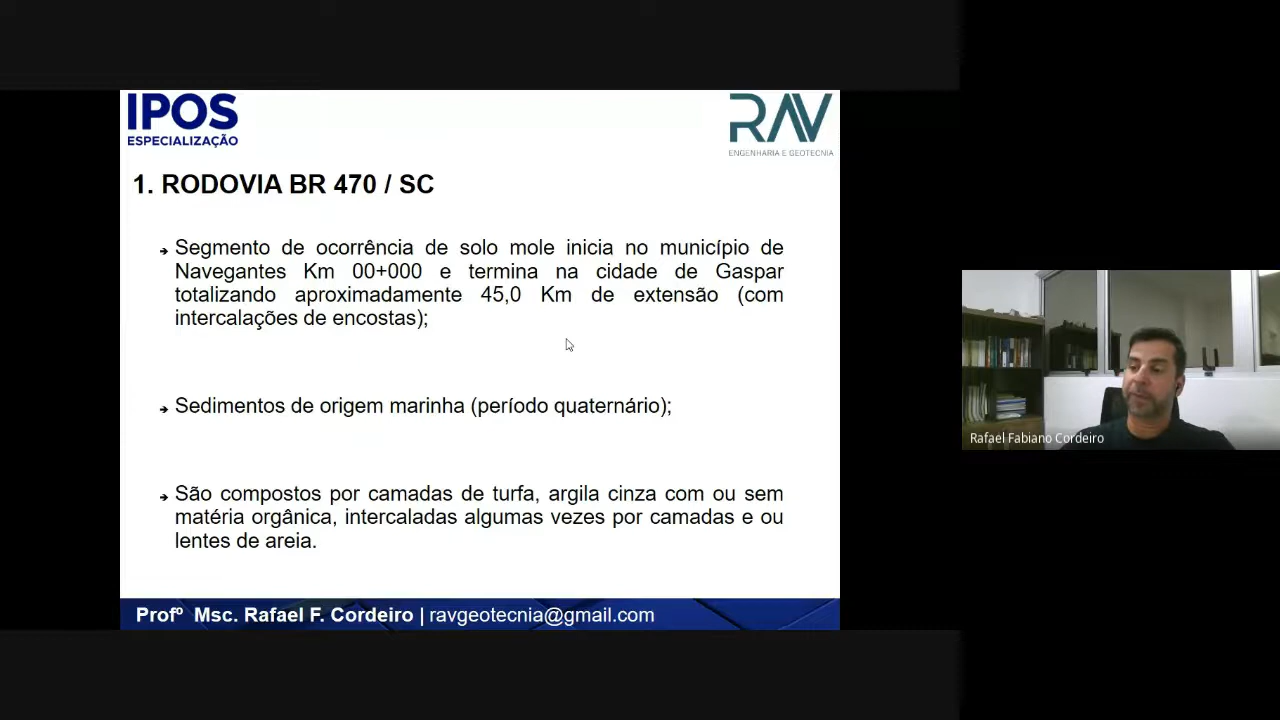 IPOS
ESPECIALIZAÇÃO
RAV
ENGENHARIA E GEOTECNIA
1. RODOVIA BR 470 / SC
➔ Segmento de ocorrência de solo mole inicia no município de
Navegantes Km 00+000 e termina na cidade de Gaspar
totalizando aproximadamente 45,0 Km de extensão (com
intercalações de encostas);
➔ Sedimentos de origem marinha (período quaternário);
➔ São compostos por camadas de turfa, argila cinza com ou sem
matéria orgânica, intercaladas algumas vezes por camadas e ou
lentes de areia.
Profº Msc. Rafael F. Cordeiro | ravgeotecnia@gmail.com
Rafael Fabiano Cordeiro